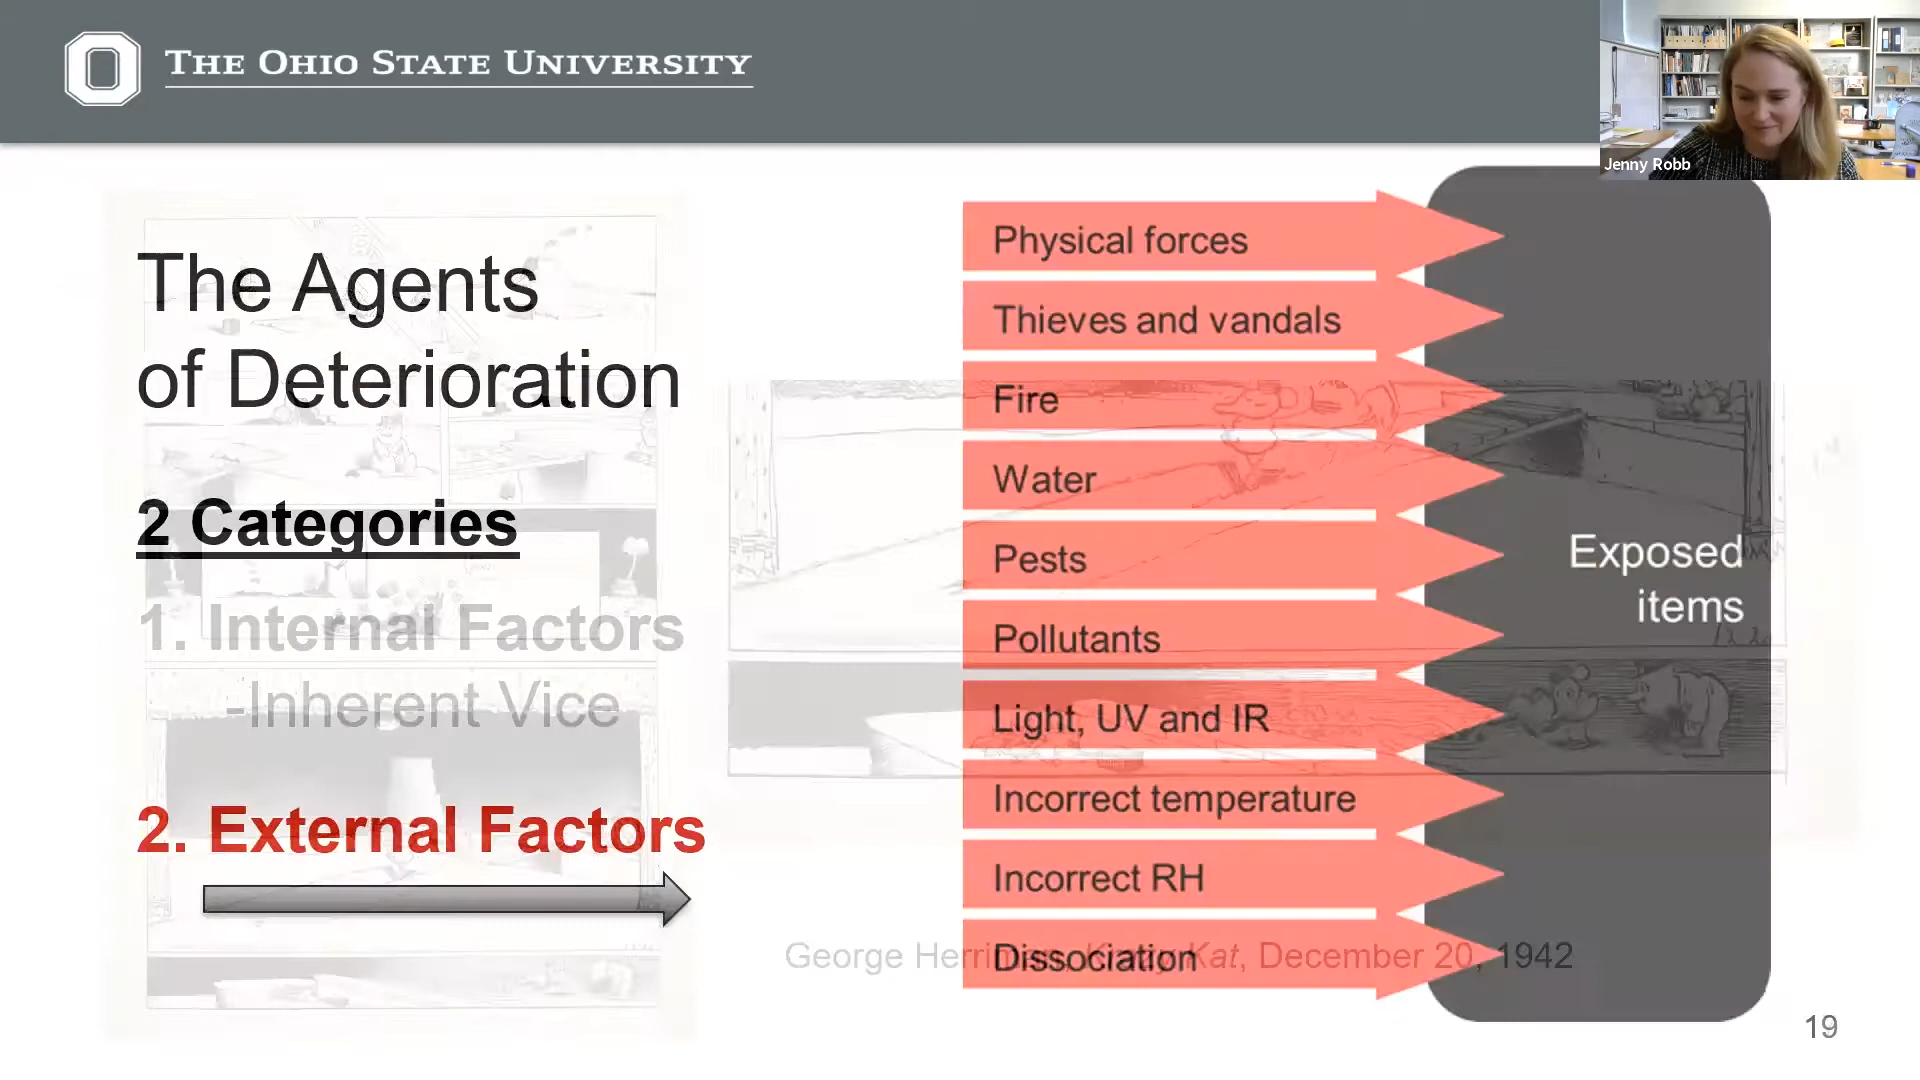 THE OHIO STATE UNIVERSITY
Jenny Robb
The Agents
of Deterioration
2 Categories
1. Internal Factors
-Inherent Vice
2. External Factors
Physical forces
Thieves and vandals
Fire
Water
Pests
Pollutants
Light, UV and IR
Incorrect temperature
Incorrect RH
Dissociation
Exposed
items
George Herriman, Krazy Kat, December 20, 1942
19